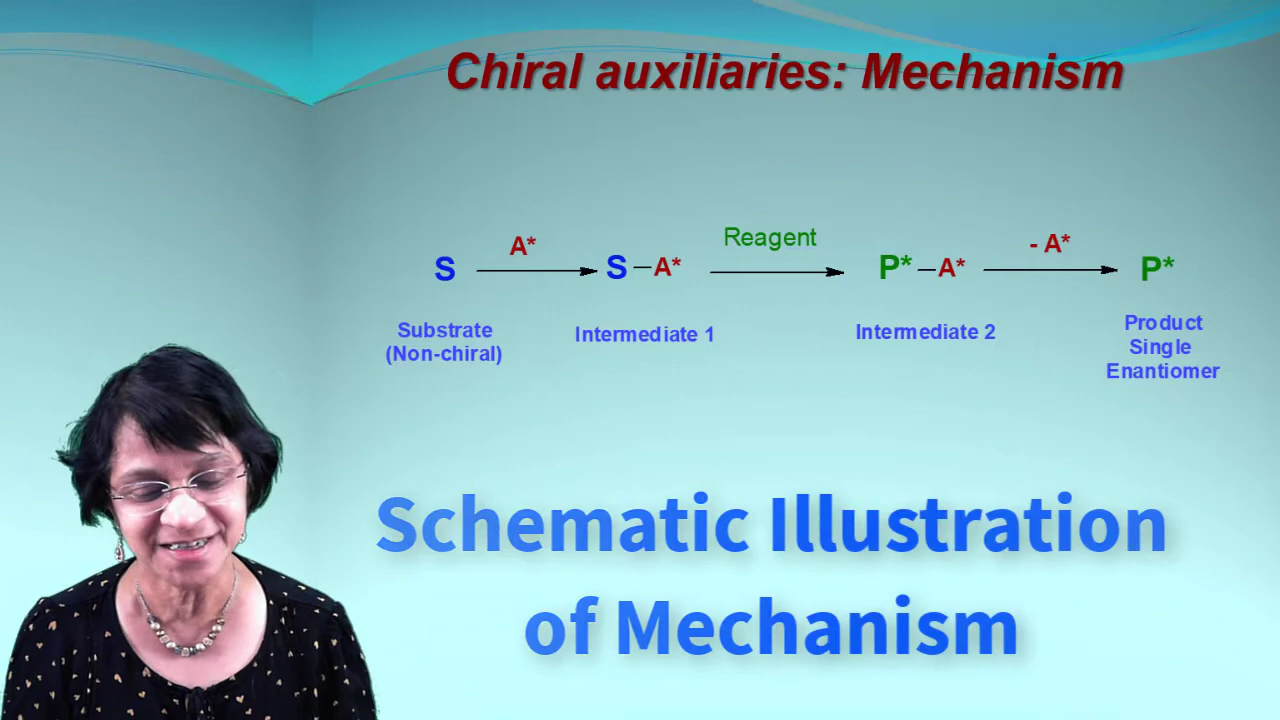 Chiral auxiliaries: Mechanism
S A* S – A* Reagent P* – A* - A* P*
Substrate
(Non-chiral)
Intermediate 1
Intermediate 2
Product
Single
Enantiomer
Schematic Illustration
of Mechanism